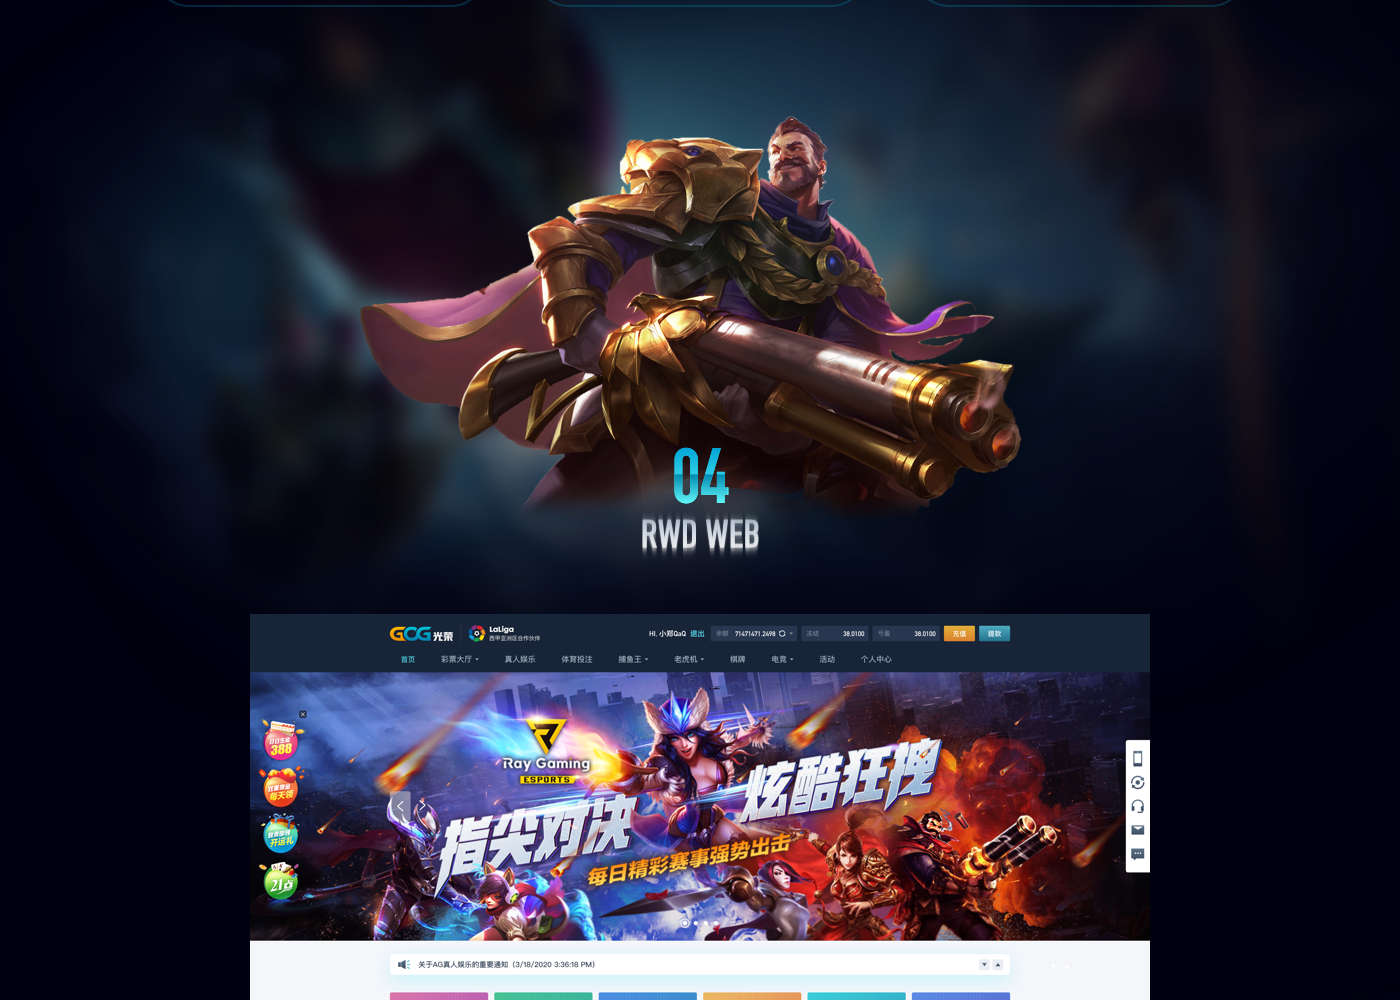 04
RWD WEB
GOG 光荣
LaLiga
西甲亚洲区合作伙伴
HI, 小郑QaQ 退出
余额 71471471.2498
冻结 38.0100
亏盈 38.0100
充值
提款
首页
彩票大厅
真人娱乐
体育投注
捕鱼王
老虎机
棋牌
电竞
活动
个人中心
388
每天领
开运礼
21点
Ray Gaming
ESPORTS
指尖对决
炫酷狂拽
每日精彩赛事强势出击
关于AG真人娱乐的重要通知（3/18/2020 3:36:18 PM）